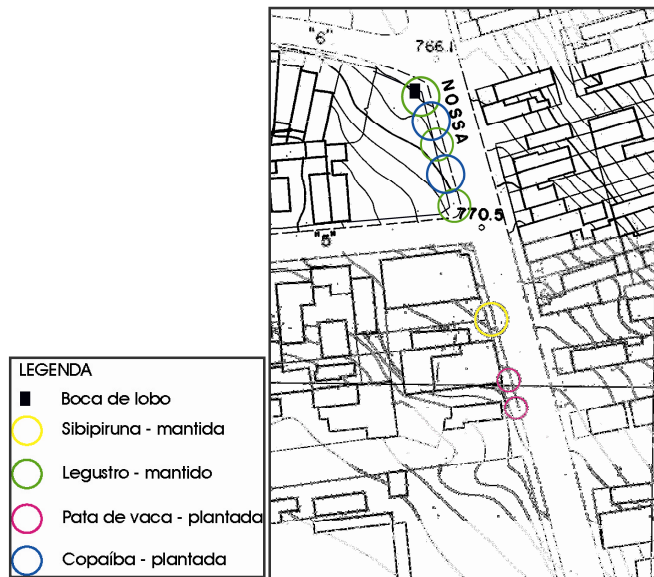 "6"
766.1
NOSSA
770.5
"5"
LEGENDA
Boca de lobo
Sibipiruna - mantida
Legustro - mantido
Pata de vaca - plantada
Copaíba - plantada